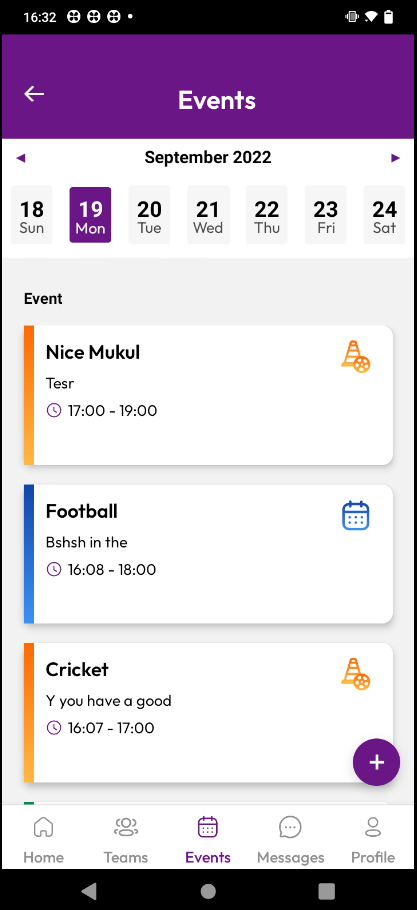 16:32
Events
September 2022
18 19 20 21 22 23 24
Sun Mon Tue Wed Thu Fri Sat
Event
Nice Mukul
Tesr
17:00 - 19:00
Football
Bshsh in the
16:08 - 18:00
Cricket
Y you have a good
16:07 - 17:00
Home Teams Events Messages Profile